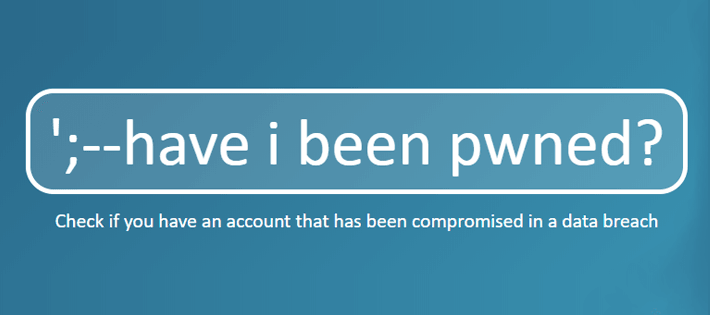 ';--have i been pwned?
Check if you have an account that has been compromised in a data breach